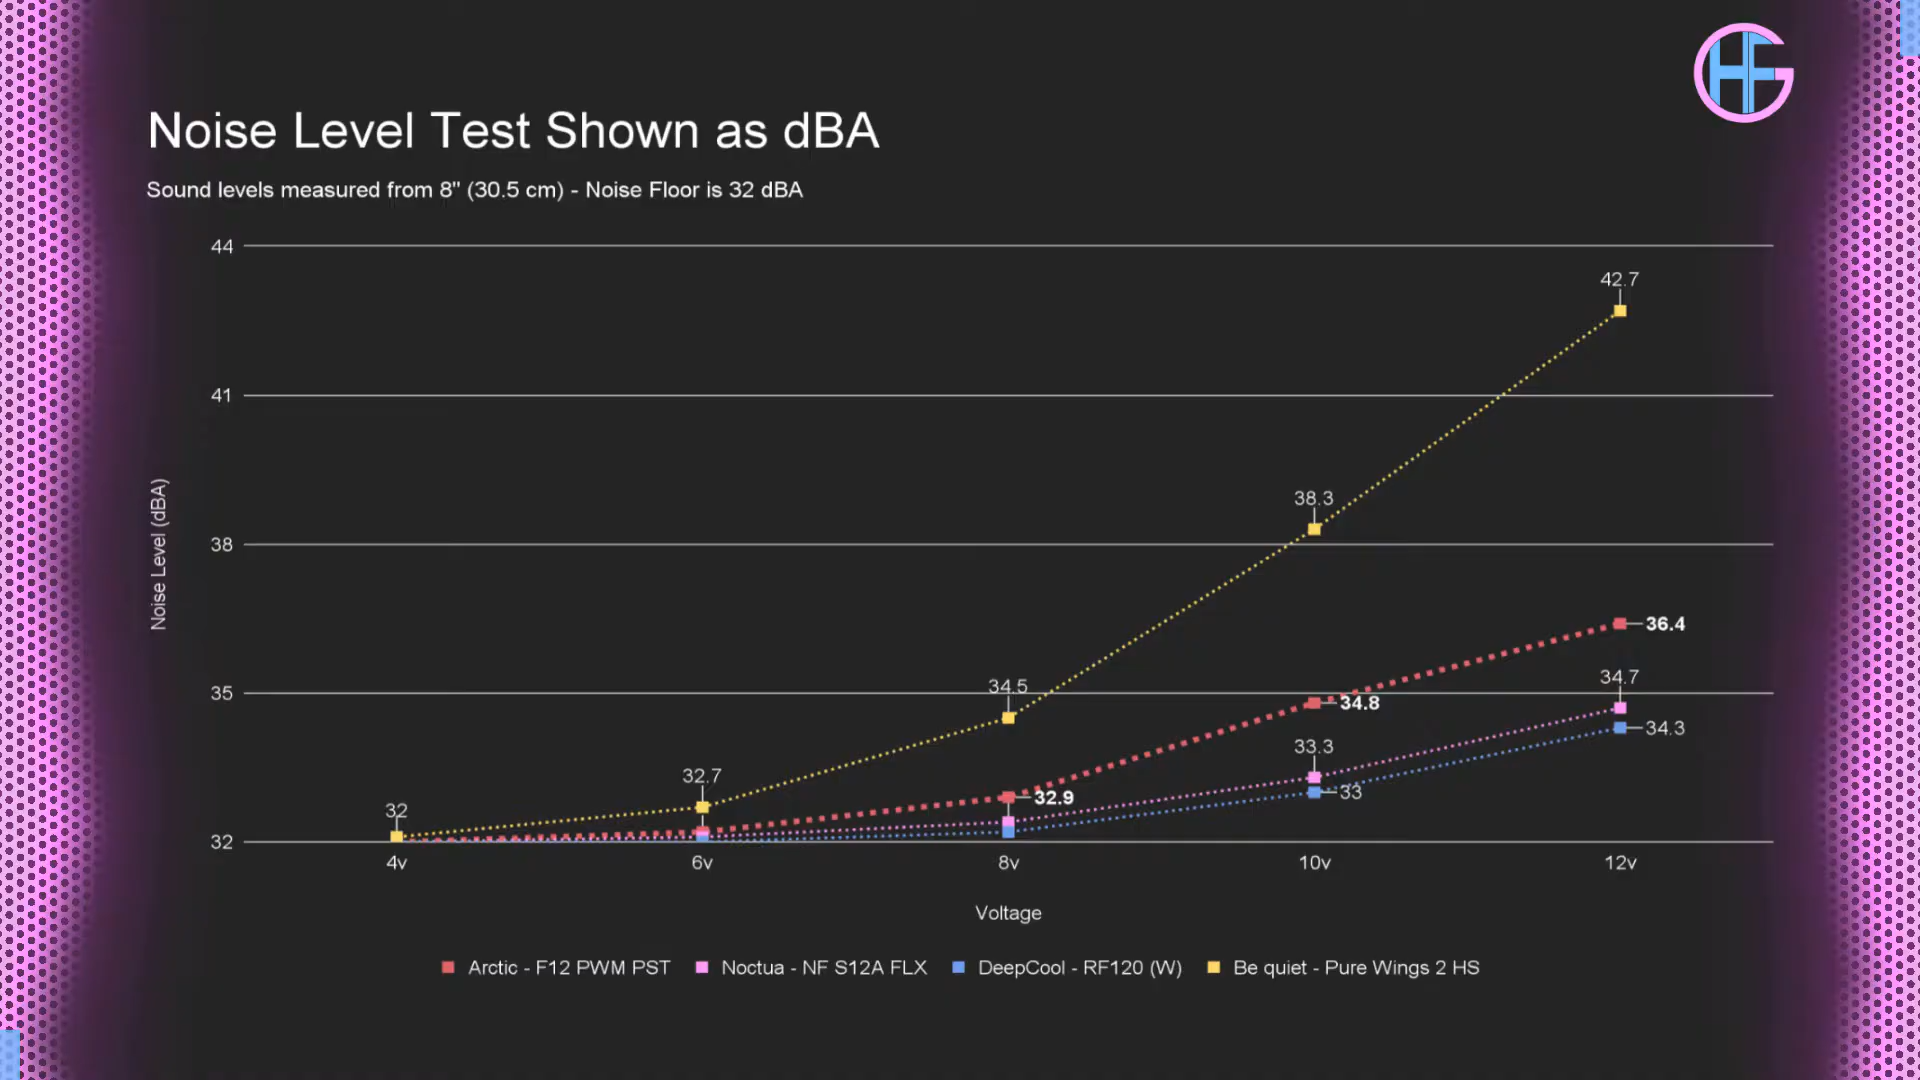 HFG
Noise Level Test Shown as dBA
Sound levels measured from 8" (30.5 cm) - Noise Floor is 32 dBA
44
42.7
41
38.3
38
Noise Level (dBA)
36.4
34.7
34.5
35
34.8
34.3
33.3
33
32.7
32.9
32
32
4v
6v
8v
10v
12v
Voltage
Arctic - F12 PWM PST
Noctua - NF S12A FLX
DeepCool - RF120 (W)
Be quiet - Pure Wings 2 HS